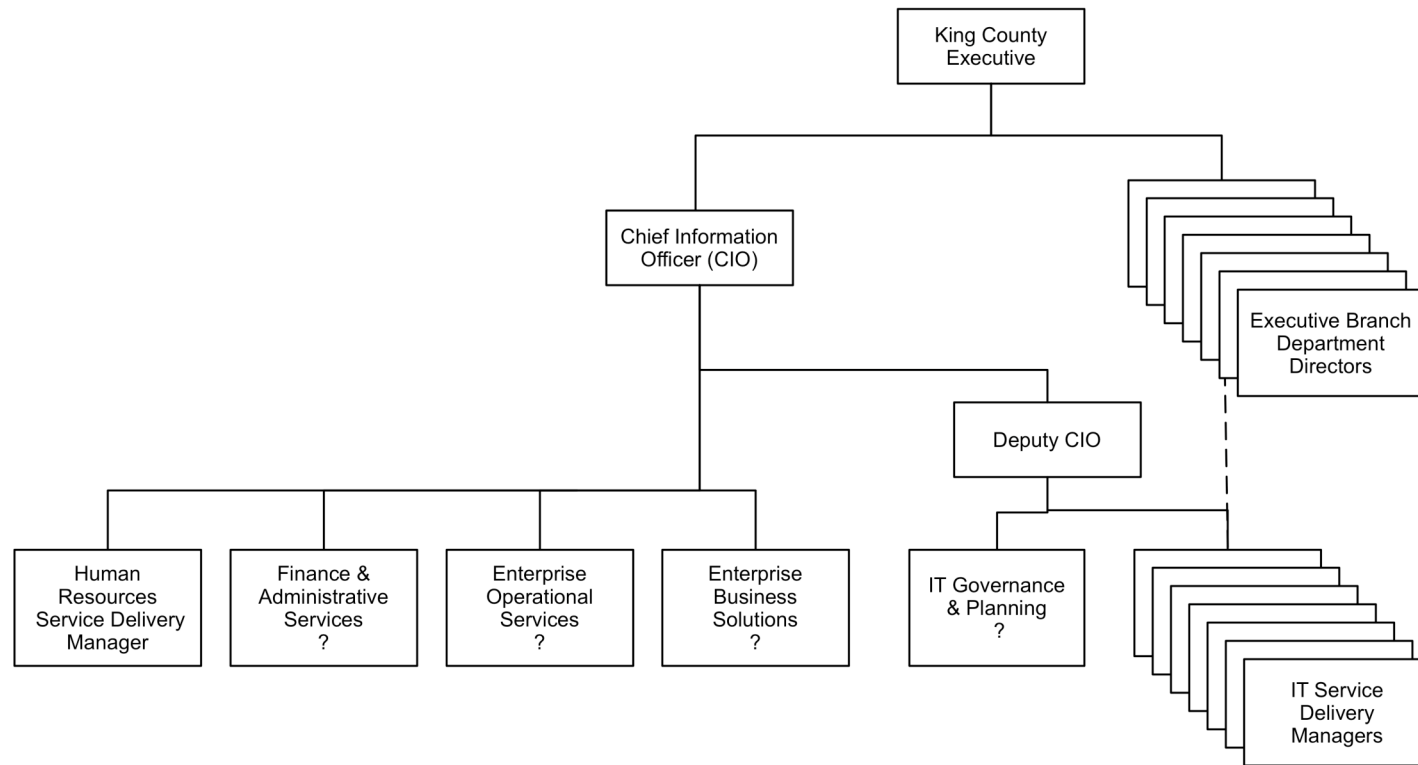 King County
Executive
Chief Information
Officer (CIO)
Executive Branch
Department
Directors
Deputy CIO
Human
Resources
Service Delivery
Manager
Finance &
Administrative
Services
?
Enterprise
Operational
Services
?
Enterprise
Business
Solutions
?
IT Governance
& Planning
?
IT Service
Delivery
Managers